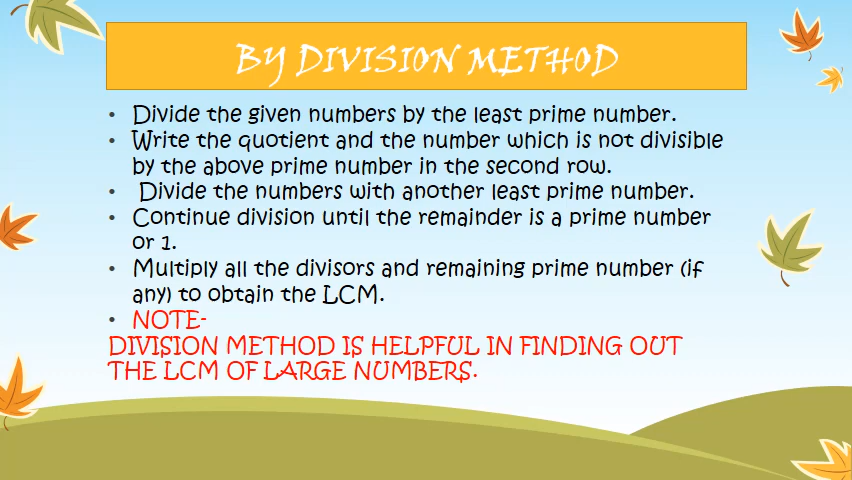 BY DIVISION METHOD
• Divide the given numbers by the least prime number.
• Write the quotient and the number which is not divisible
by the above prime number in the second row.
• Divide the numbers with another least prime number.
• Continue division until the remainder is a prime number
or 1.
• Multiply all the divisors and remaining prime number (if
any) to obtain the LCM.
• NOTE-
DIVISION METHOD IS HELPFUL IN FINDING OUT
THE LCM OF LARGE NUMBERS.